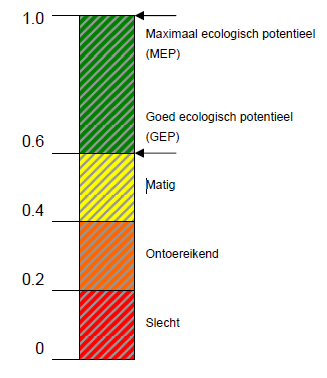 1.0
Maximaal ecologisch potentieel
(MEP)
Goed ecologisch potentieel
(GEP)
0.6
Matig
0.4
Ontoereikend
0.2
Slecht
0